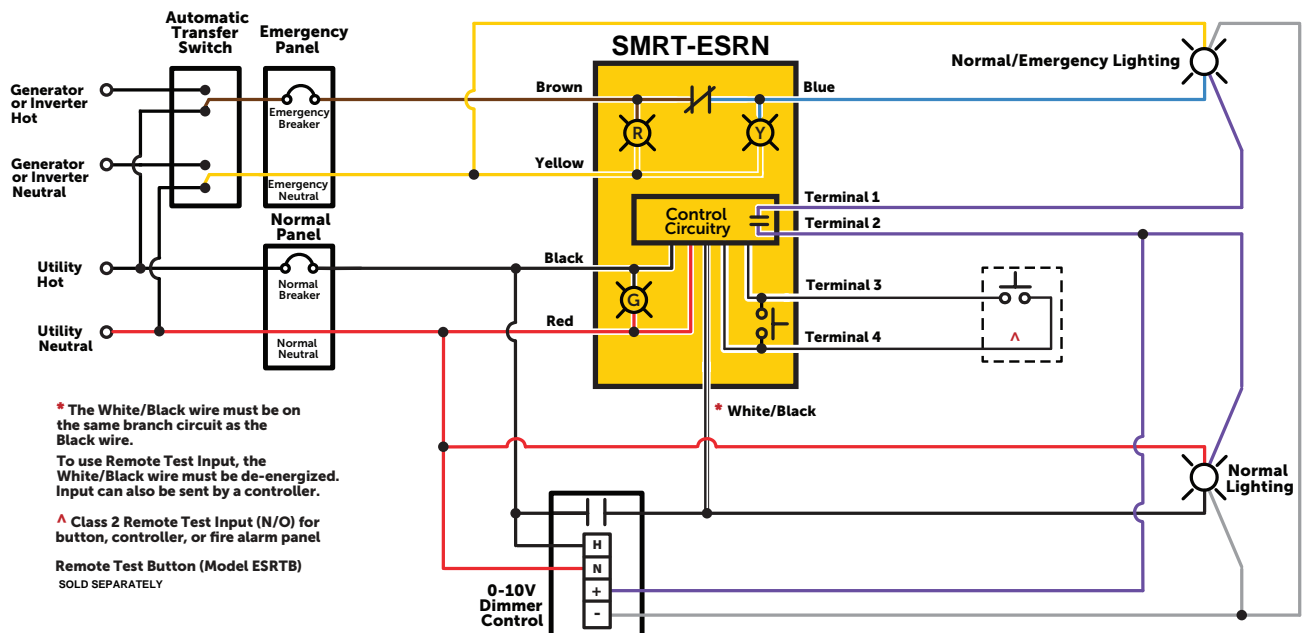 Automatic
Transfer
Switch
Emergency
Panel
SMRT-ESRN
Normal/Emergency Lighting
Generator
or Inverter
Hot
Brown
Blue
Emergency
Breaker
R
Y
Generator
or Inverter
Neutral
Yellow
Emergency
Neutral
Normal
Panel
Control
Circuitry
Terminal 1
Terminal 2
Utility
Hot
Black
Normal
Breaker
G
Terminal 3
Utility
Neutral
Red
Normal
Neutral
Terminal 4
^
* The White/Black wire must be on
the same branch circuit as the
Black wire.
* White/Black
To use Remote Test Input, the
White/Black wire must be de-energized.
Input can also be sent by a controller.
Normal
Lighting
^ Class 2 Remote Test Input (N/O) for
button, controller, or fire alarm panel
Remote Test Button (Model ESRTB)
SOLD SEPARATELY
H
N
+
-
0-10V
Dimmer
Control